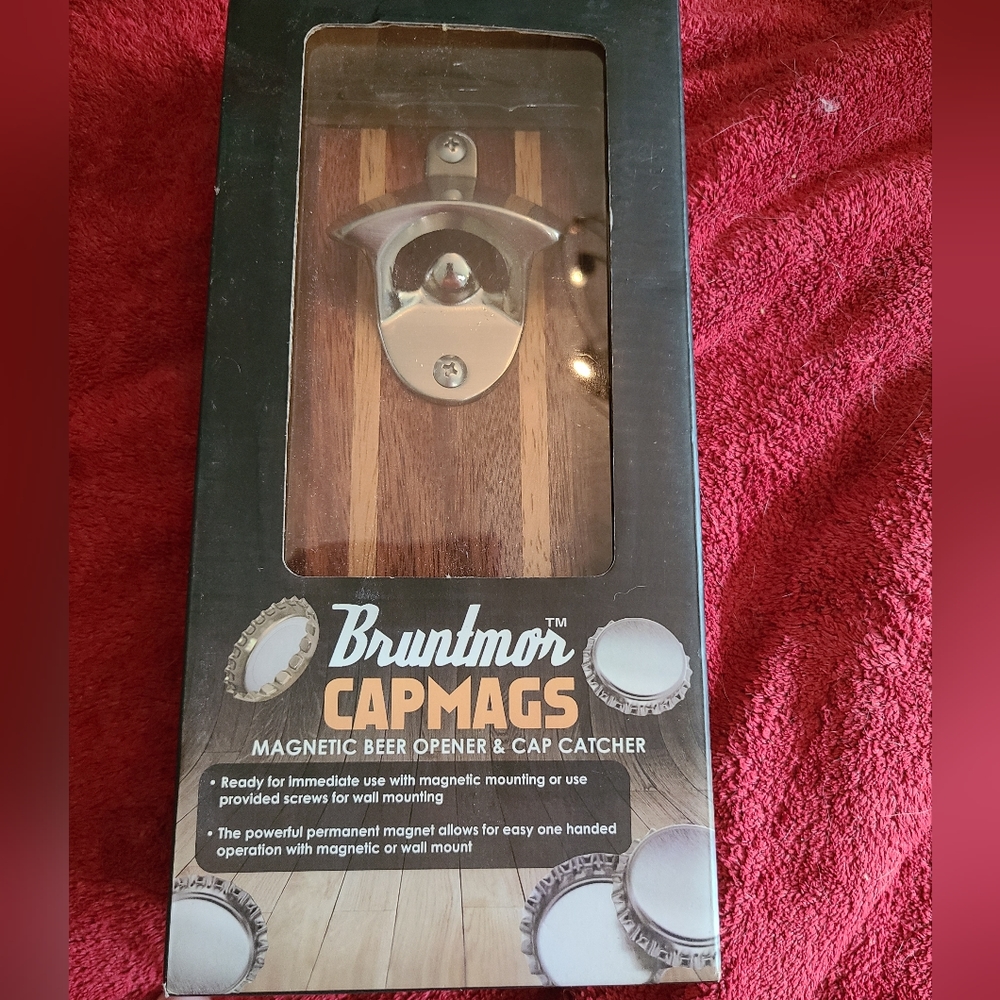 Bruntmor™
CAPMAGS
MAGNETIC BEER OPENER & CAP CATCHER
• Ready for immediate use with magnetic mounting or use
provided screws for wall mounting
• The powerful permanent magnet allows for easy one handed
operation with magnetic or wall mount